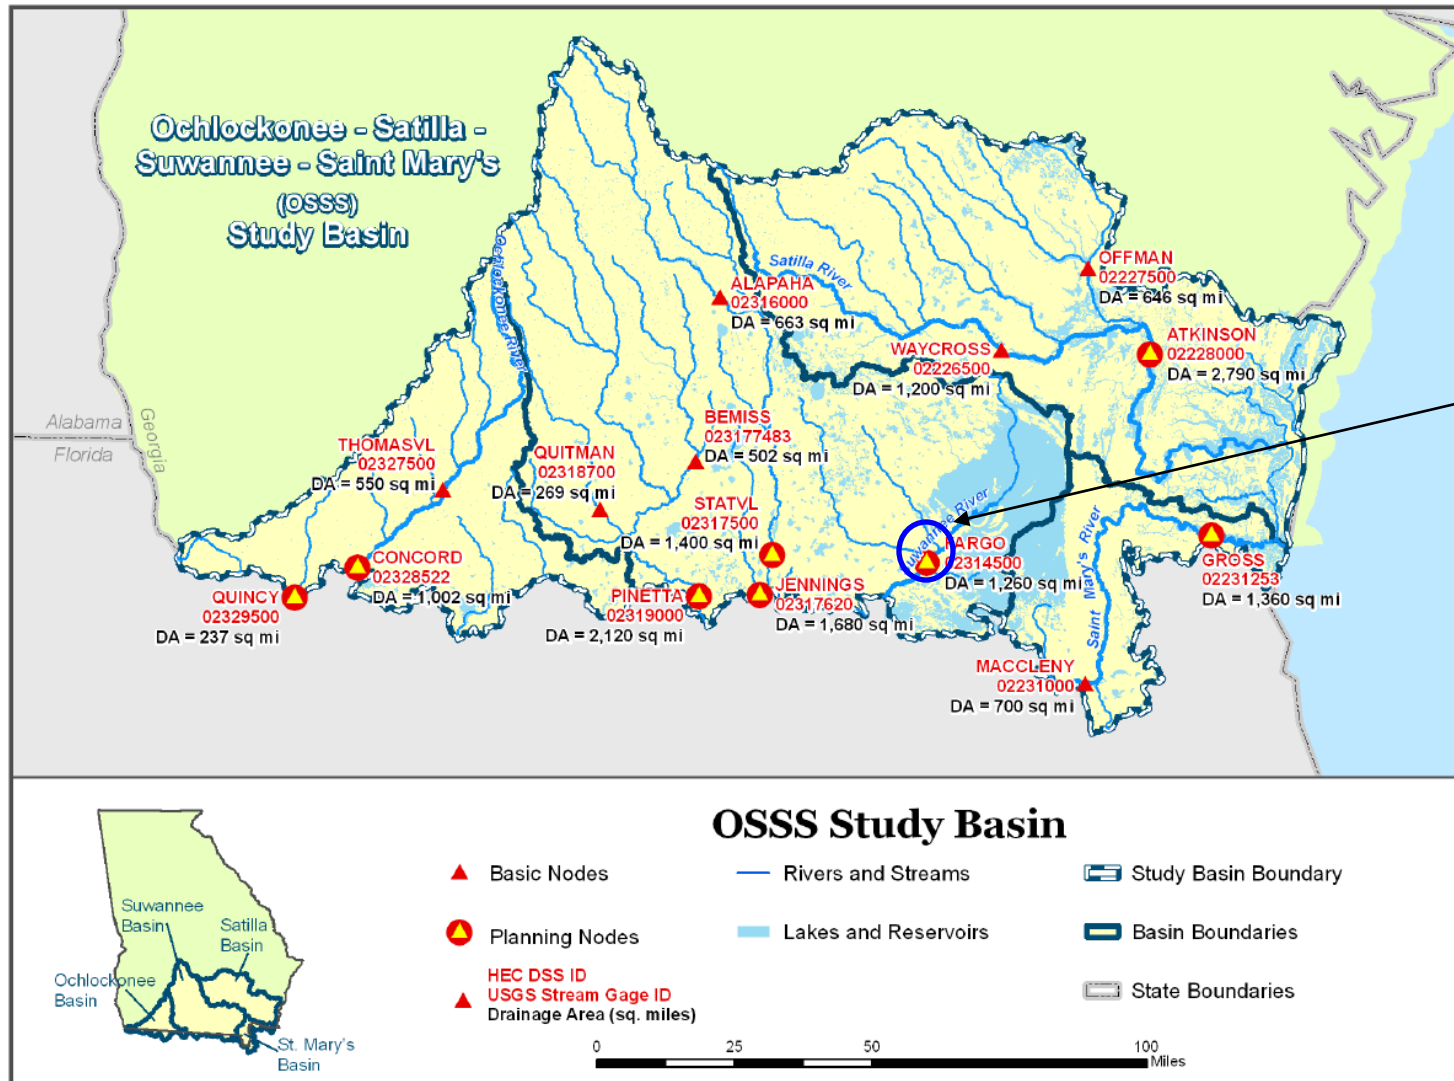 Ochlockonee - Satilla -
Suwannee - Saint Mary's
(OSSS)
Study Basin
Ochlockonee River
Satilla River
OFFMAN
02227500
DA = 646 sq mi
ALAPAHA
02316000
DA = 663 sq mi
ATKINSON
02228000
DA = 2,790 sq mi
WAYCROSS
02226500
DA = 1,200 sq mi
Alabama
Georgia
Florida
BEMISS
023177483
DA = 502 sq mi
THOMASVL
02327500
DA = 550 sq mi
QUITMAN
02318700
DA = 269 sq mi
STATVL
02317500
DA = 1,400 sq mi
uwannee River
FARGO
02314500
DA = 1,260 sq mi
Saint Mary's River
GROSS
02231253
DA = 1,360 sq mi
CONCORD
02328522
DA = 1,002 sq mi
QUINCY
02329500
DA = 237 sq mi
PINETTA
02319000
DA = 2,120 sq mi
JENNINGS
02317620
DA = 1,680 sq mi
MACCLENY
02231000
DA = 700 sq mi
OSSS Study Basin
Suwannee
Basin
Satilla
Basin
Ochlockonee
Basin
St. Mary's
Basin
Basic Nodes
Planning Nodes
HEC DSS ID
USGS Stream Gage ID
Drainage Area (sq. miles)
Rivers and Streams
Lakes and Reservoirs
Study Basin Boundary
Basin Boundaries
State Boundaries
0 25 50 100
Miles